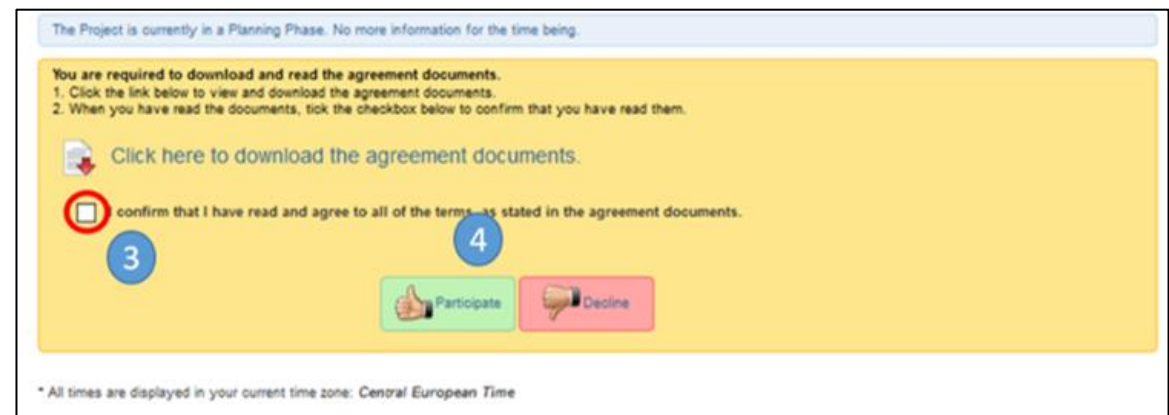 The Project is currently in a Planning Phase. No more information for the time being.
You are required to download and read the agreement documents.
1. Click the link below to view and download the agreement documents.
2. When you have read the documents, tick the checkbox below to confirm that you have read them.
Click here to download the agreement documents.
confirm that I have read and agree to all of the terms, as stated in the agreement documents.
3
4
Participate
Decline
* All times are displayed in your current time zone: Central European Time